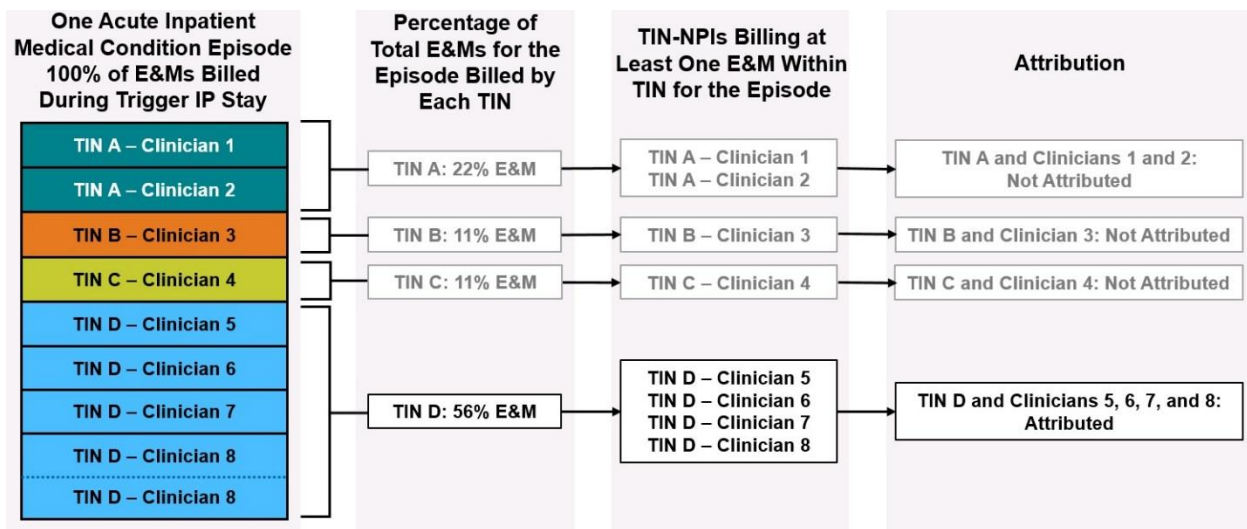 One Acute Inpatient
Medical Condition Episode
100% of E&Ms Billed
During Trigger IP Stay
Percentage of
Total E&Ms for the
Episode Billed by
Each TIN
TIN-NPIs Billing at
Least One E&M Within
TIN for the Episode
Attribution
TIN A – Clinician 1
TIN A – Clinician 2
TIN B – Clinician 3
TIN C – Clinician 4
TIN D – Clinician 5
TIN D – Clinician 6
TIN D – Clinician 7
TIN D – Clinician 8
TIN D – Clinician 8
TIN A: 22% E&M
TIN A – Clinician 1
TIN A – Clinician 2
TIN A and Clinicians 1 and 2:
Not Attributed
TIN B: 11% E&M
TIN B – Clinician 3
TIN B and Clinician 3: Not Attributed
TIN C: 11% E&M
TIN C – Clinician 4
TIN C and Clinician 4: Not Attributed
TIN D: 56% E&M
TIN D – Clinician 5
TIN D – Clinician 6
TIN D – Clinician 7
TIN D – Clinician 8
TIN D and Clinicians 5, 6, 7, and 8:
Attributed